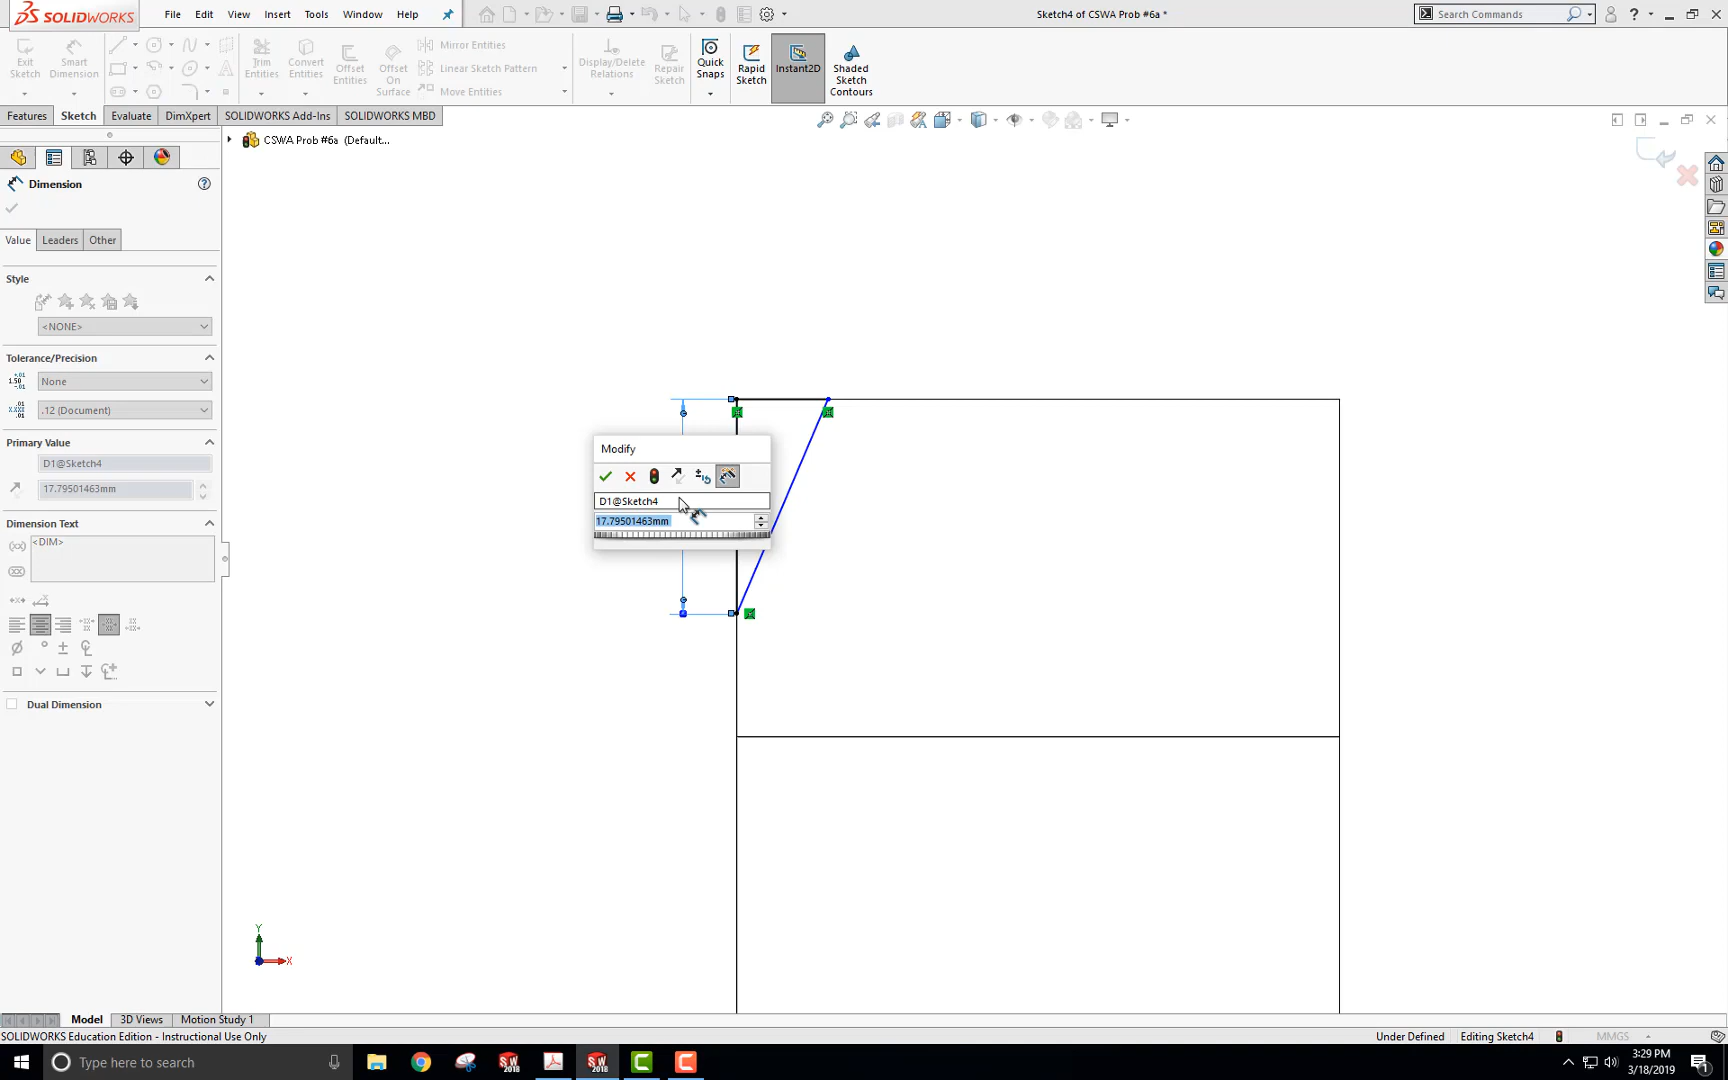 SOLIDWORKS File Edit View Insert Tools Window Help Sketch4 of CSWA Prob #6a * Search Commands
Exit Sketch
Smart Dimension
Trim Entities
Convert Entities
Offset Entities
Offset On Surface
Mirror Entities
Linear Sketch Pattern
Move Entities
Display/Delete Relations
Repair Sketch
Quick Snaps
Rapid Sketch
Instant2D
Shaded Sketch Contours
Features Sketch Evaluate DimXpert SOLIDWORKS Add-Ins SOLIDWORKS MBD
CSWA Prob #6a (Default...
Dimension
Value Leaders Other
Style
<NONE>
Tolerance/Precision
None
.12 (Document)
Primary Value
D1@Sketch4
17.79501463mm
Dimension Text
<DIM>
Dual Dimension
Modify
D1@Sketch4
17.79501463mm
Y
X
Model 3D Views Motion Study 1
SOLIDWORKS Education Edition - Instructional Use Only Under Defined Editing Sketch4 MMGS
Type here to search
3:29 PM
3/18/2019